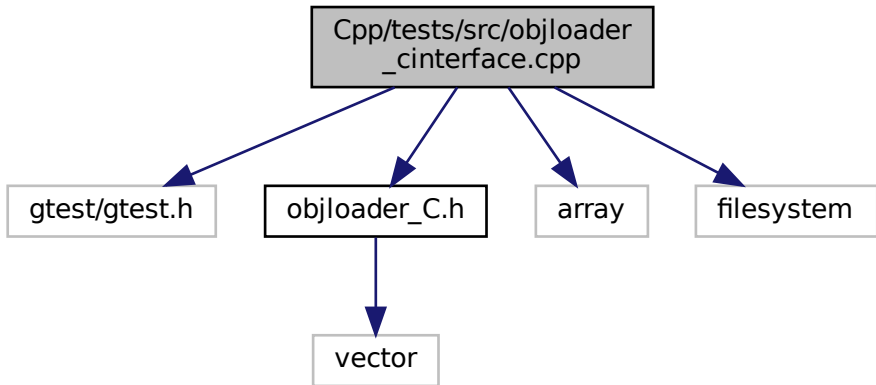 Cpp/tests/src/objloader
_cinterface.cpp
gtest/gtest.h
objloader_C.h
array
filesystem
vector